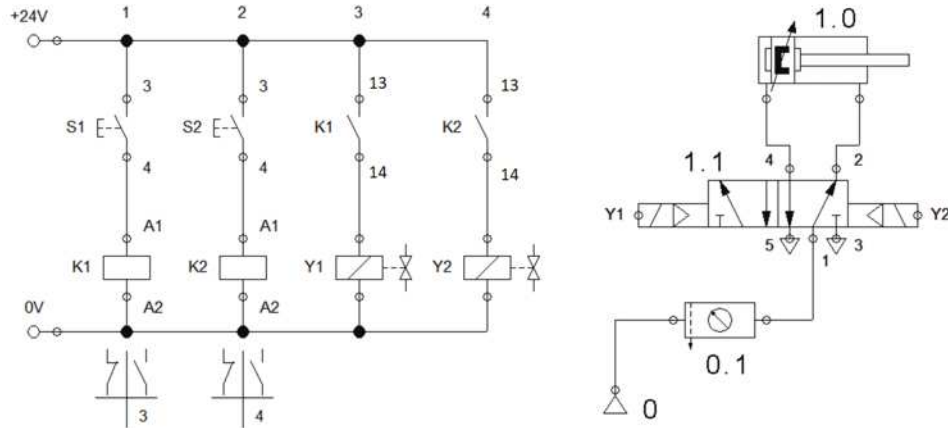 +24V 1 2 3 4
3 3 13 13
S1 S2 K1 K2
4 4 14 14
A1 A1
K1 K2 Y1 Y2
A2 A2
0V
3 4
1.0
4 2
1.1
Y1 Y2
5 1 3
0.1
0